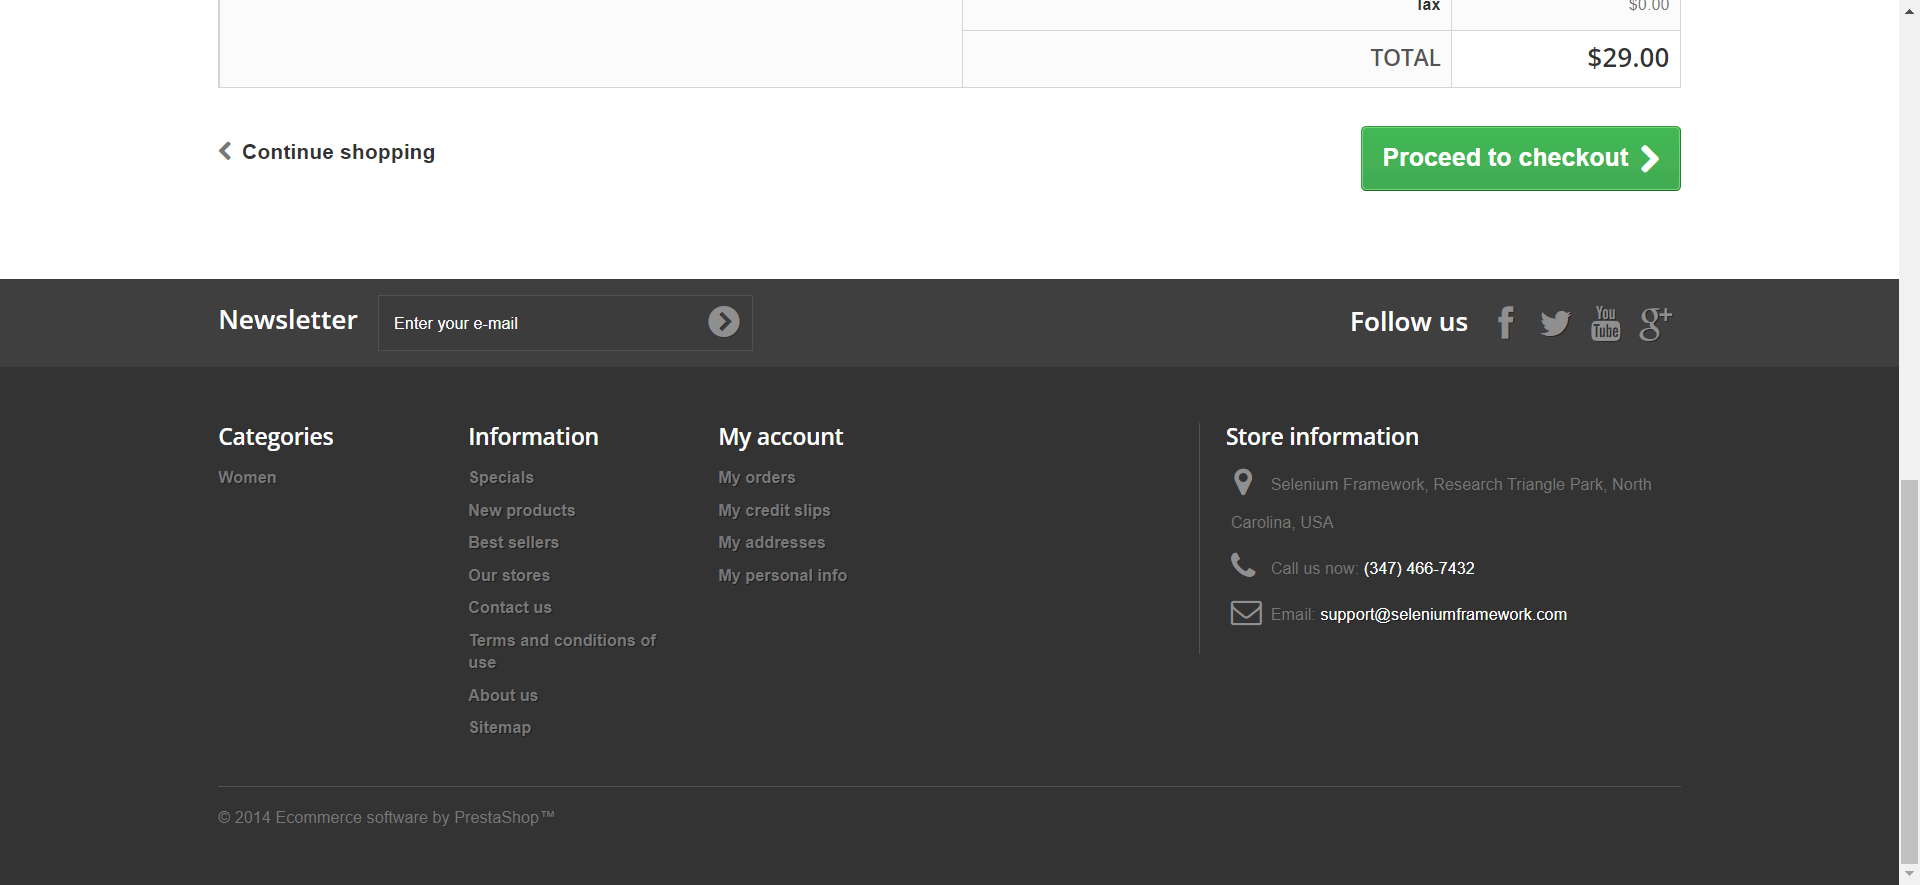 Tax $0.00
TOTAL $29.00
Continue shopping
Proceed to checkout
Newsletter
Enter your e-mail
Follow us
You
Tube
g+
Categories
Women
Information
Specials
New products
Best sellers
Our stores
Contact us
Terms and conditions of
use
About us
Sitemap
My account
My orders
My credit slips
My addresses
My personal info
Store information
Selenium Framework, Research Triangle Park, North
Carolina, USA
Call us now: (347) 466-7432
Email: support@seleniumframework.com
© 2014 Ecommerce software by PrestaShop™